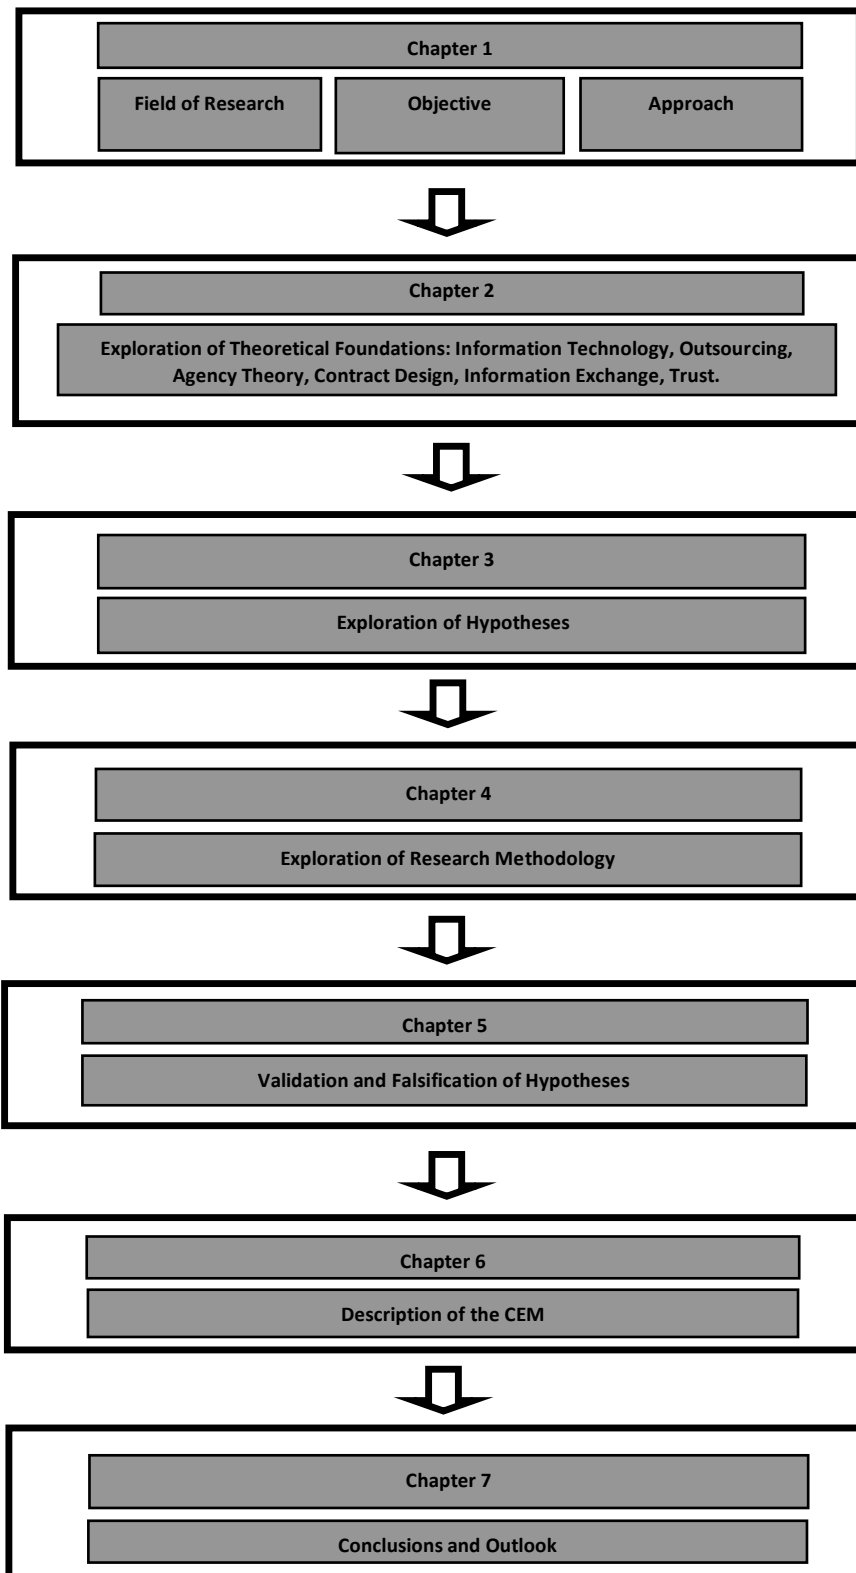 Chapter 1
Field of Research
Objective
Approach
Chapter 2
Exploration of Theoretical Foundations: Information Technology, Outsourcing,
Agency Theory, Contract Design, Information Exchange, Trust.
Chapter 3
Exploration of Hypotheses
Chapter 4
Exploration of Research Methodology
Chapter 5
Validation and Falsification of Hypotheses
Chapter 6
Description of the CEM
Chapter 7
Conclusions and Outlook